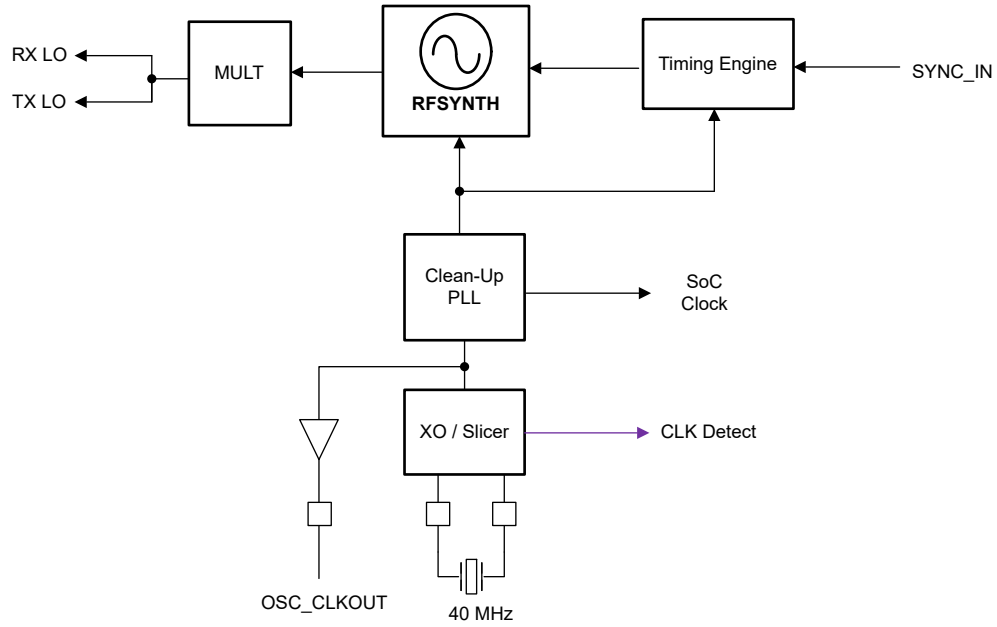 RX LO
TX LO
MULT
RFSYNTH
Timing Engine
SYNC_IN
Clean-Up
PLL
SoC
Clock
XO / Slicer
CLK Detect
OSC_CLKOUT
40 MHz